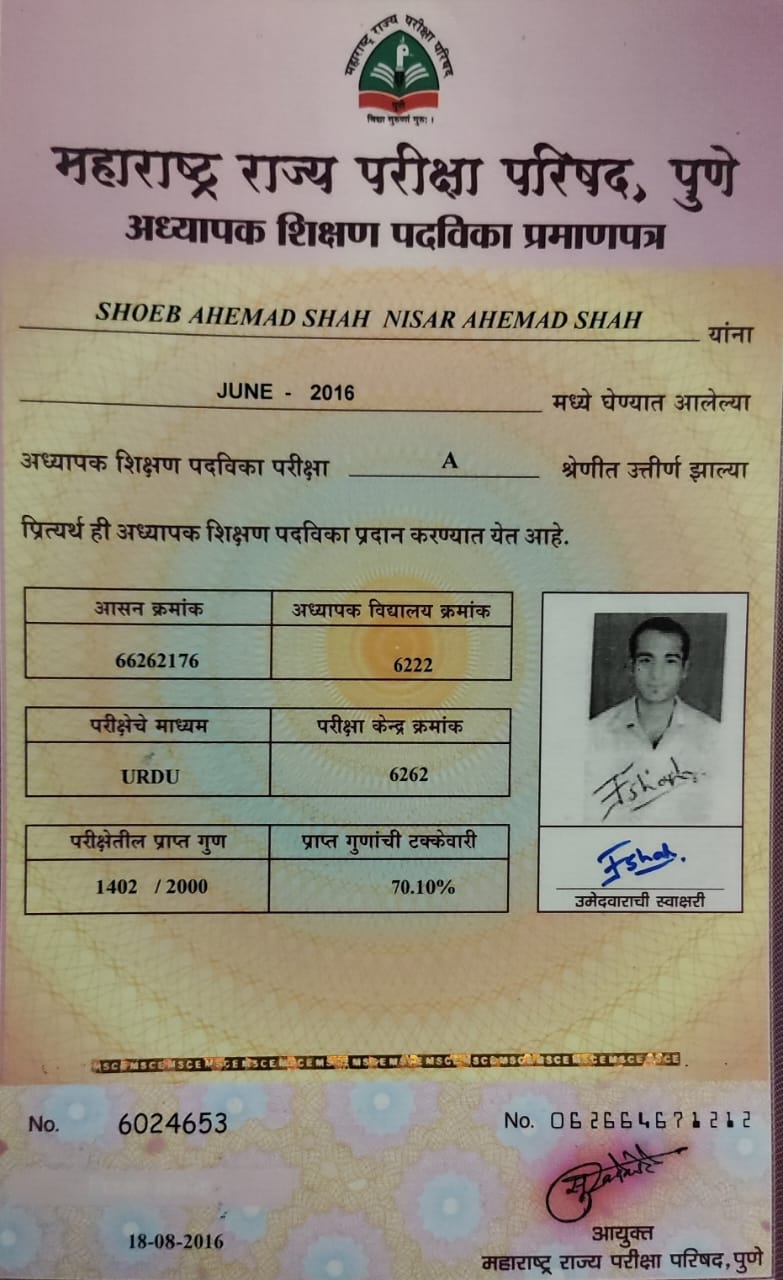 महाराष्ट्र राज्य परीक्षा परिषद
पुणे
विद्या गुरुणां गुरुः ।
महाराष्ट्र राज्य परीक्षा परिषद, पुणे
अध्यापक शिक्षण पदविका प्रमाणपत्र
SHOEB AHEMAD SHAH NISAR AHEMAD SHAH यांना
JUNE - 2016 मध्ये घेण्यात आलेल्या
अध्यापक शिक्षण पदविका परीक्षा A श्रेणीत उत्तीर्ण झाल्या
प्रित्यर्थ ही अध्यापक शिक्षण पदविका प्रदान करण्यात येत आहे.
आसन क्रमांक अध्यापक विद्यालय क्रमांक
66262176 6222
परीक्षेचे माध्यम परीक्षा केन्द्र क्रमांक
URDU 6262
परीक्षेतील प्राप्त गुण प्राप्त गुणांची टक्केवारी
1402 / 2000 70.10%
Fshah.
Fshah.
उमेदवाराची स्वाक्षरी
MSCEMSCEMSCEMSCEMSCEMSCE
No. 6024653 No. 062664671212
18-08-2016
आयुक्त
महाराष्ट्र राज्य परीक्षा परिषद, पुणे